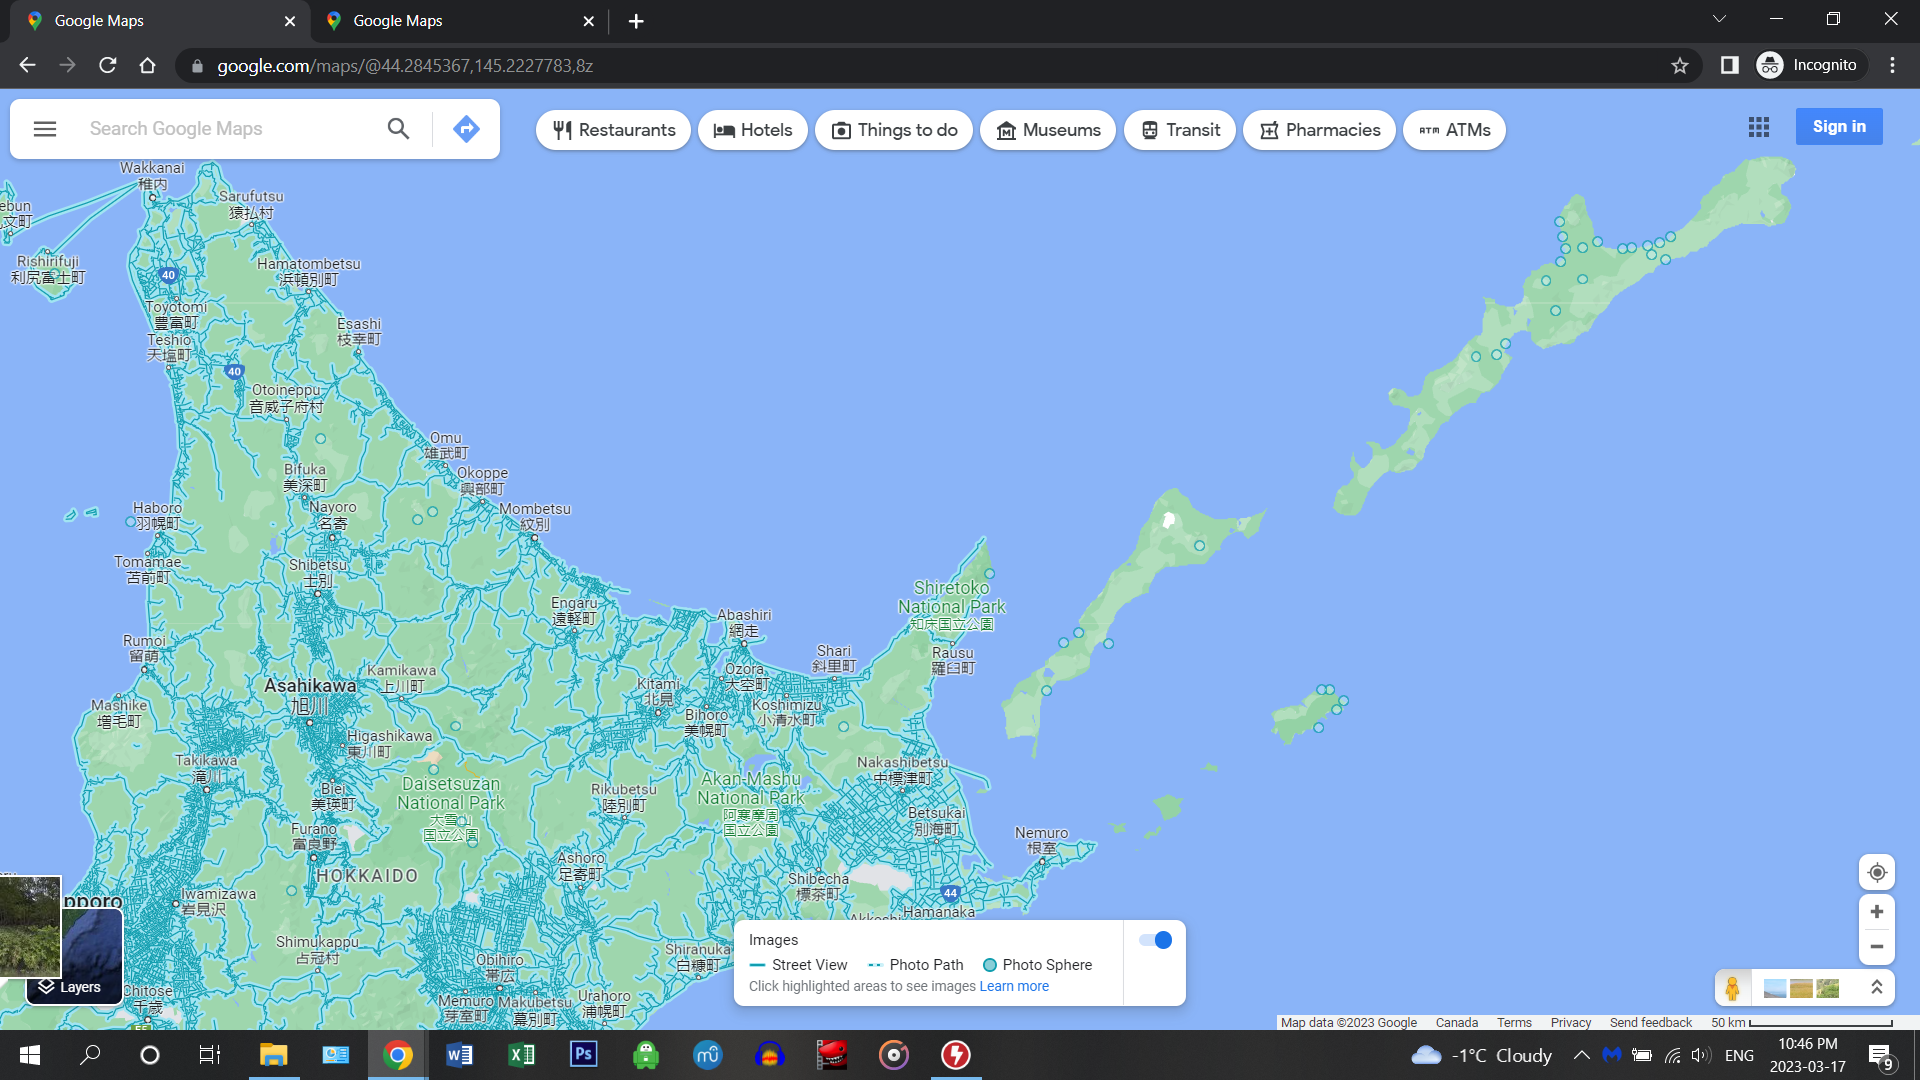 Google Maps
Google Maps
google.com/maps/@44.2845367,145.2227783,8z
Incognito
Search Google Maps
Restaurants
Hotels
Things to do
Museums
Transit
Pharmacies
ATM ATMs
Sign in
Wakkanai
稚内
Sarufutsu
猿払村
ebun
文町
Rishirifuji
利尻富士町
40
Hamatombetsu
浜頓別町
Toyotomi
豊富町
Esashi
枝幸町
Teshio
天塩町
40
Otoineppu
音威子府村
Omu
雄武町
Bifuka
美深町
Okoppe
興部町
Haboro
羽幌町
Nayoro
名寄
Mombetsu
紋別
Tomamae
苫前町
Shibetsu
士別
Shiretoko
National Park
知床国立公園
Engaru
遠軽町
Abashiri
網走
Rumoi
留萌
Shari
斜里町
Rausu
羅臼町
Kamikawa
上川町
Ozora
大空町
Asahikawa
旭川
Kitami
北見
Koshimizu
小清水町
Mashike
増毛町
Bihoro
美幌町
Higashikawa
東川町
Takikawa
滝川
Nakashibetsu
中標津町
Daisetsuzan
National Park
大雪山
国立公園
Akan-Mashu
National Park
阿寒摩周
国立公園
Biei
美瑛町
Rikubetsu
陸別町
Betsukai
別海町
Furano
富良野
Nemuro
根室
Ashoro
足寄町
HOKKAIDO
Shibecha
標茶町
44
Iwamizawa
岩見沢
pporo
Hamanaka
Akkeshi
Shimukappu
占冠村
Shiranuka
白糠町
Obihiro
帯広
Chitose
千歳
Memuro
芽室町
Makubetsu
幕別町
Urahoro
浦幌町
Layers
Images
Street View
Photo Path
Photo Sphere
Click highlighted areas to see images Learn more
Map data ©2023 Google
Canada
Terms
Privacy
Send feedback
50 km
-1°C Cloudy
ENG
10:46 PM
2023-03-17
9